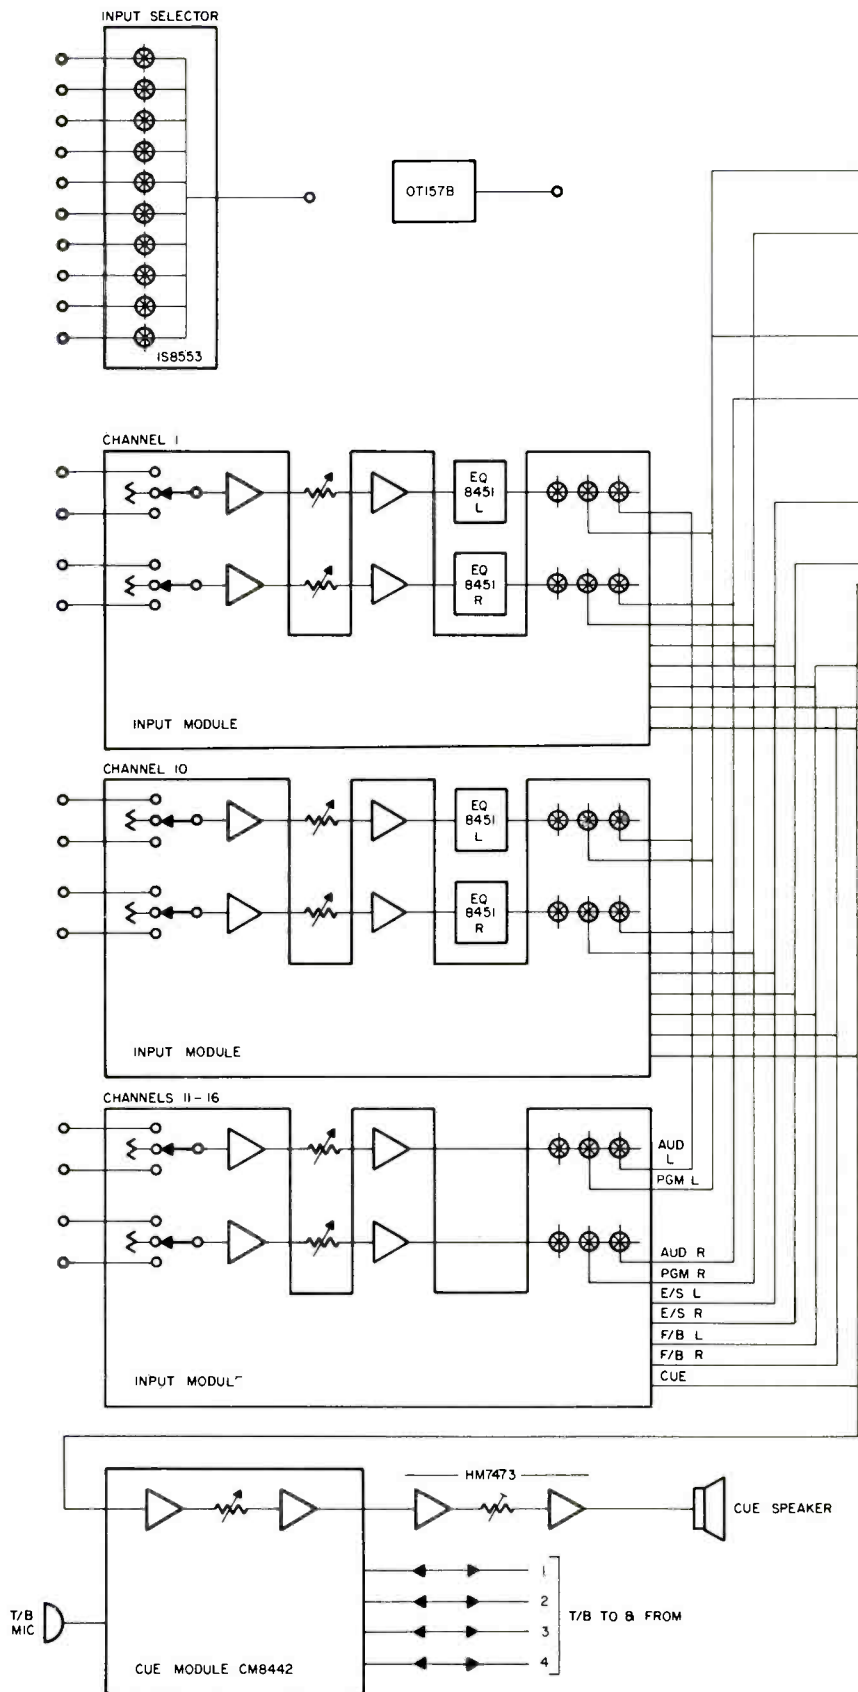 INPUT SELECTOR
IS8553
OT157B
CHANNEL 1
EQ
8451
L
EQ
8451
R
INPUT MODULE
CHANNEL 10
EQ
8451
L
EQ
8451
R
INPUT MODULE
CHANNELS 11-16
AUD
L
PGM L
AUD R
PGM R
E/S L
E/S R
F/B L
F/B R
CUE
INPUT MODULE
HM7473
CUE SPEAKER
1
2
3
4
T/B TO & FROM
T/B
MIC
CUE MODULE CM8442